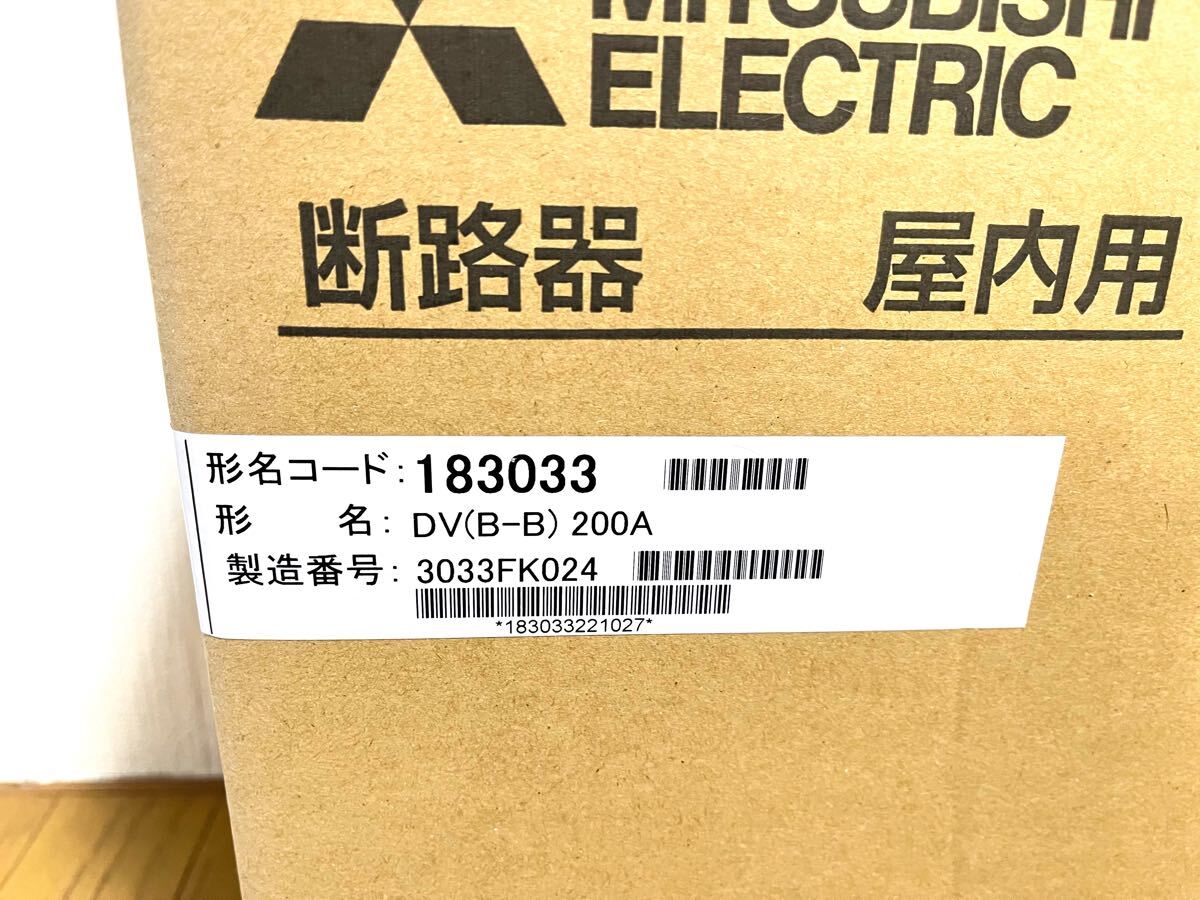 MITSUBISHI
ELECTRIC
断路器 屋内用
形名コード: 183033
形 名: DV(B-B) 200A
製造番号: 3033FK024
*183033221027*